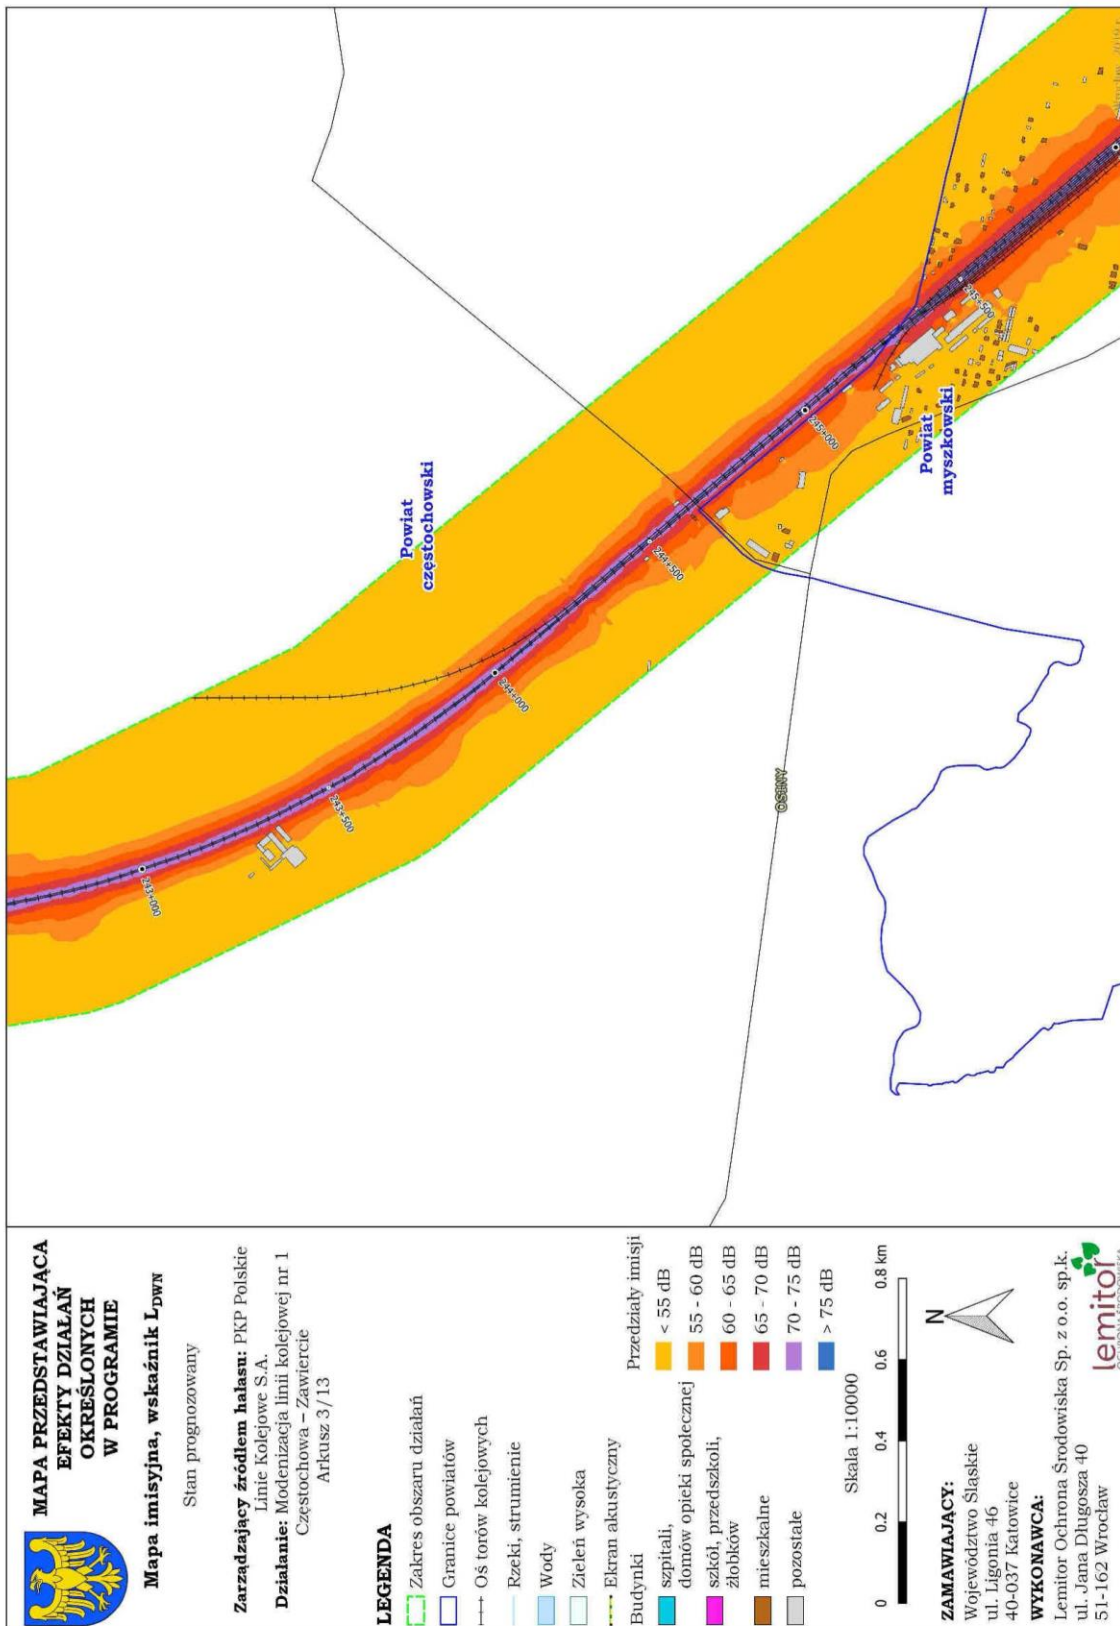 MAPA PRZEDSTAWIAJĄCA
EFEKTY DZIAŁAŃ
OKREŚLONYCH
W PROGRAMIE
Mapa imisyjna, wskaźnik LDWN
Stan prognozowany
Zarządzający źródłem hałasu: PKP Polskie
Linie Kolejowe S.A.
Działanie: Modernizacja linii kolejowej nr 1
Częstochowa – Zawiercie
Arkusz 3/13
LEGENDA
Zakres obszaru działań
Granice powiatów
Oś torów kolejowych
Rzeki, strumienie
Wody
Zieleń wysoka
Ekran akustyczny
Budynki
szpitali,
domów opieki społecznej
szkół, przedszkoli,
żłobków
mieszkalne
pozostałe
Przedziały imisji
< 55 dB
55 - 60 dB
60 - 65 dB
65 - 70 dB
70 - 75 dB
> 75 dB
Skala 1:10000
0 0.2 0.4 0.6 0.8 km
N
ZAMAWIAJĄCY:
Województwo Śląskie
ul. Ligonia 46
40-037 Katowice
WYKONAWCA:
Lemitor Ochrona Środowiska Sp. z o.o. sp.k.
ul. Jana Długosza 40
51-162 Wrocław
lemitor
243+000
243+500
244+000
244+500
245+000
245+500
Powiat
częstochowski
Powiat
myszkowski
OSINY
2019 r.